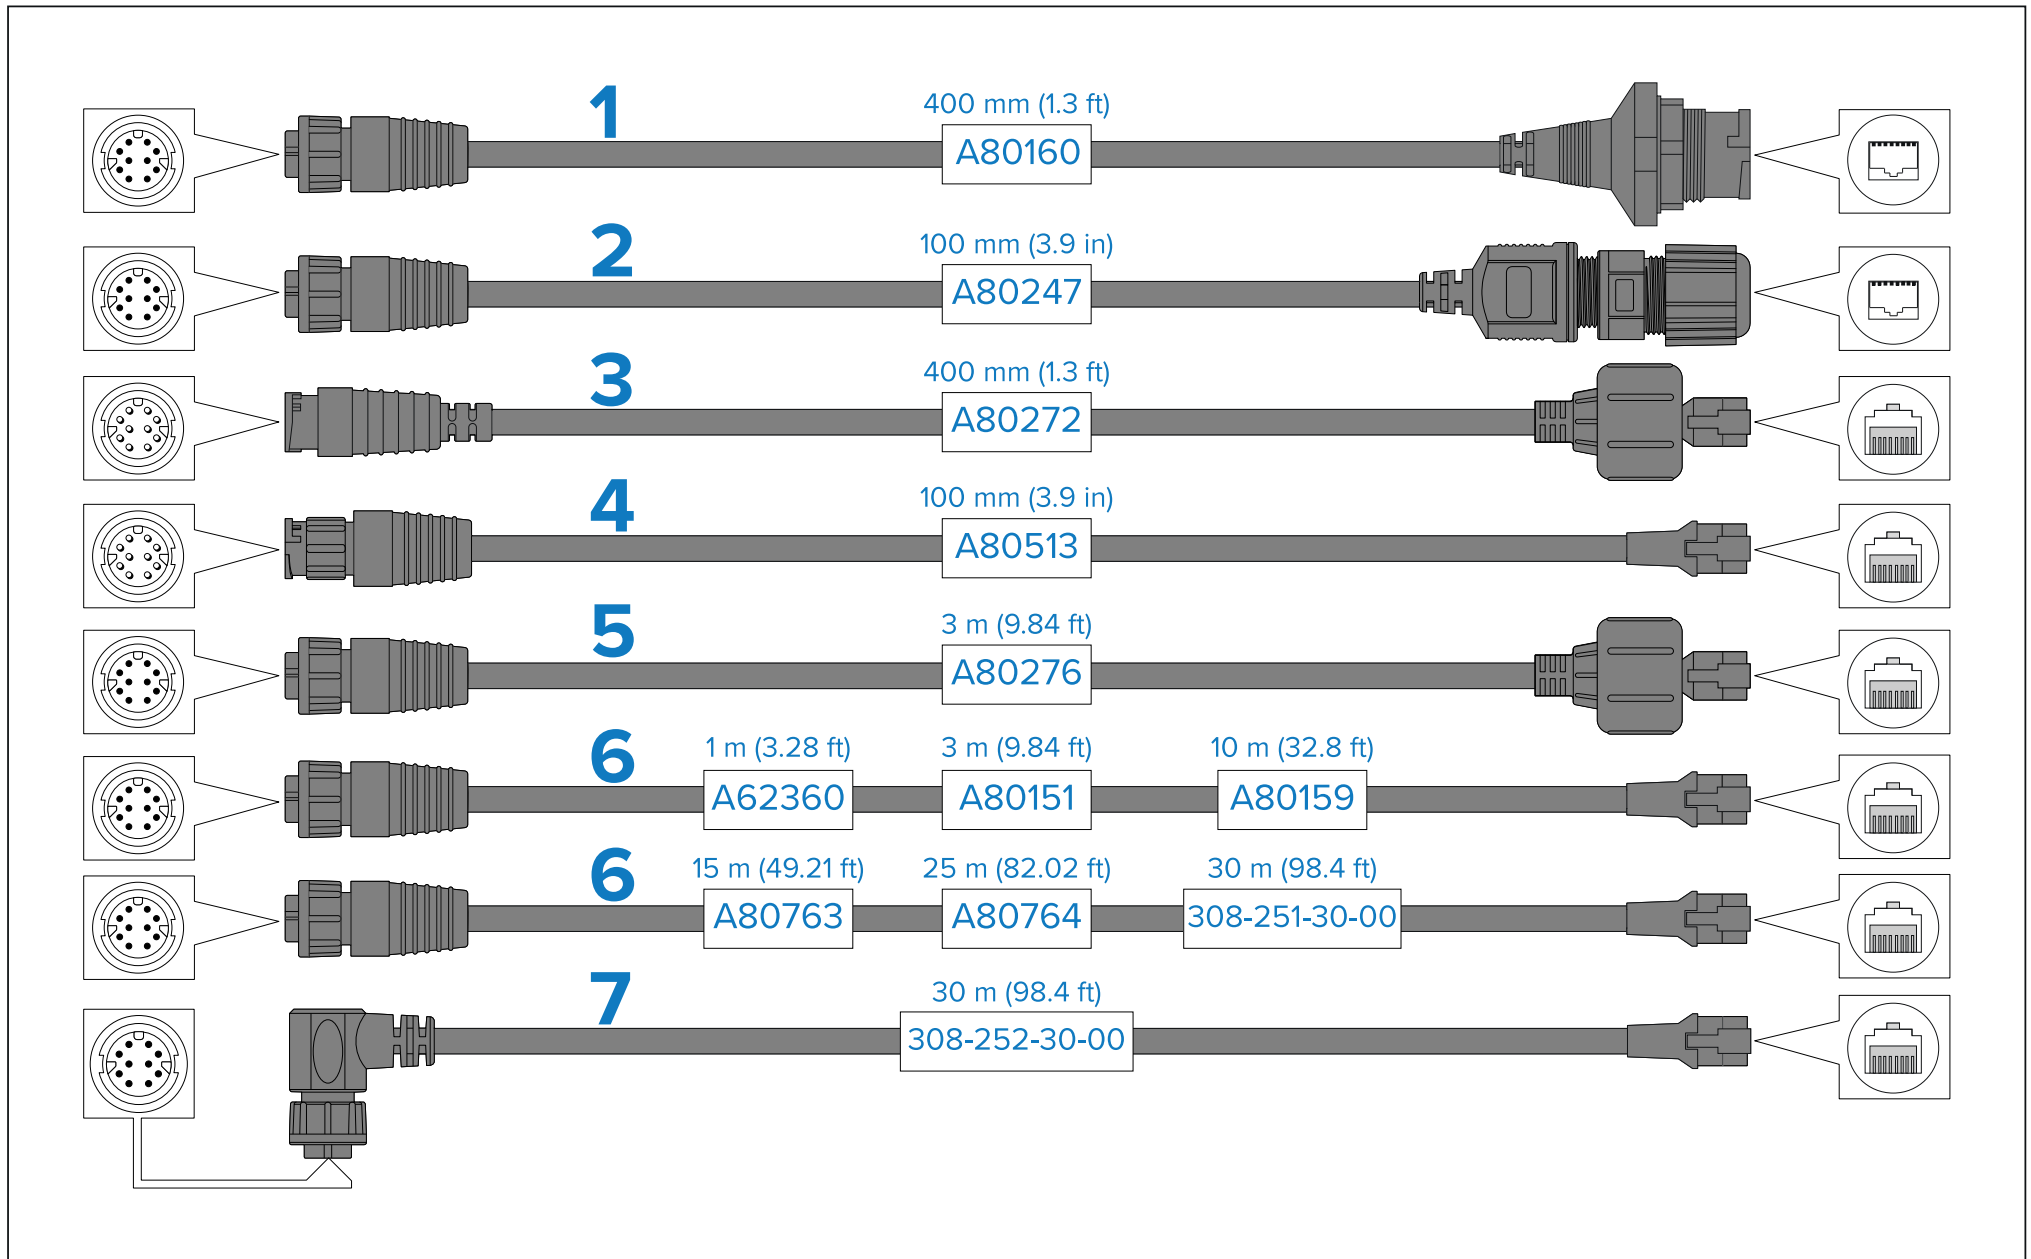 1
400 mm (1.3 ft)
A80160
2
100 mm (3.9 in)
A80247
3
400 mm (1.3 ft)
A80272
4
100 mm (3.9 in)
A80513
5
3 m (9.84 ft)
A80276
6
1 m (3.28 ft) 3 m (9.84 ft) 10 m (32.8 ft)
A62360 A80151 A80159
6
15 m (49.21 ft) 25 m (82.02 ft) 30 m (98.4 ft)
A80763 A80764 308-251-30-00
7
30 m (98.4 ft)
308-252-30-00